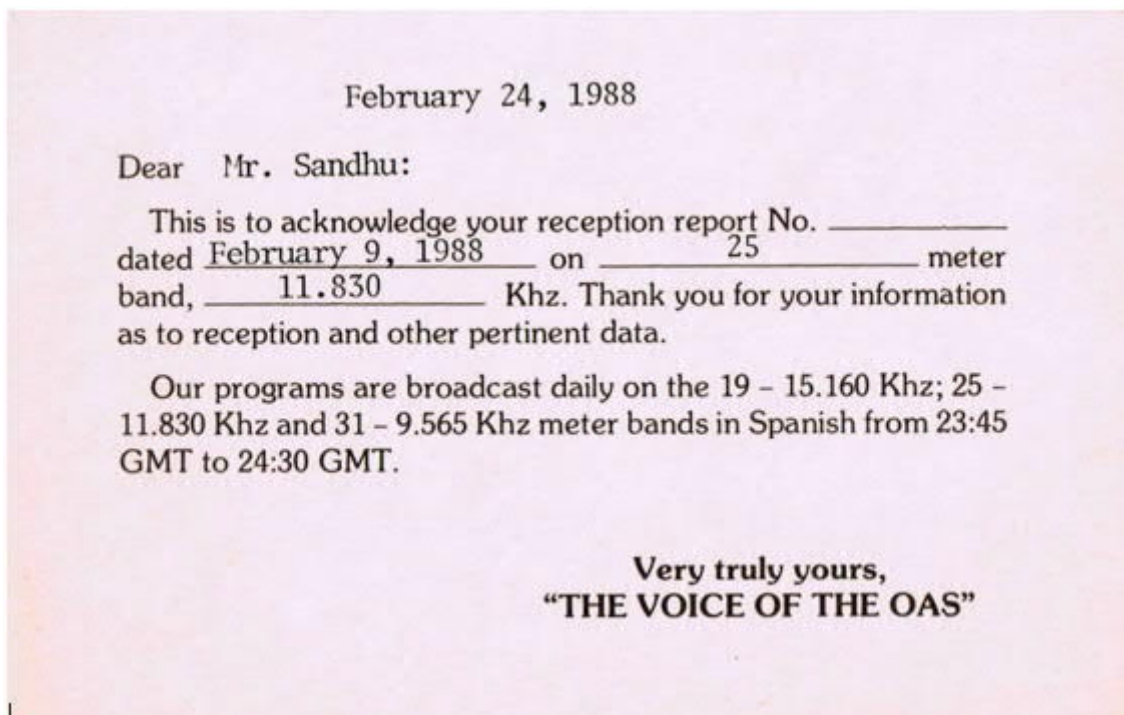 February 24, 1988
Dear Mr. Sandhu:
This is to acknowledge your reception report No. ________
dated February 9, 1988 on 25 meter
band, 11.830 Khz. Thank you for your information
as to reception and other pertinent data.
Our programs are broadcast daily on the 19 – 15.160 Khz; 25 –
11.830 Khz and 31 – 9.565 Khz meter bands in Spanish from 23:45
GMT to 24:30 GMT.
Very truly yours,
“THE VOICE OF THE OAS”